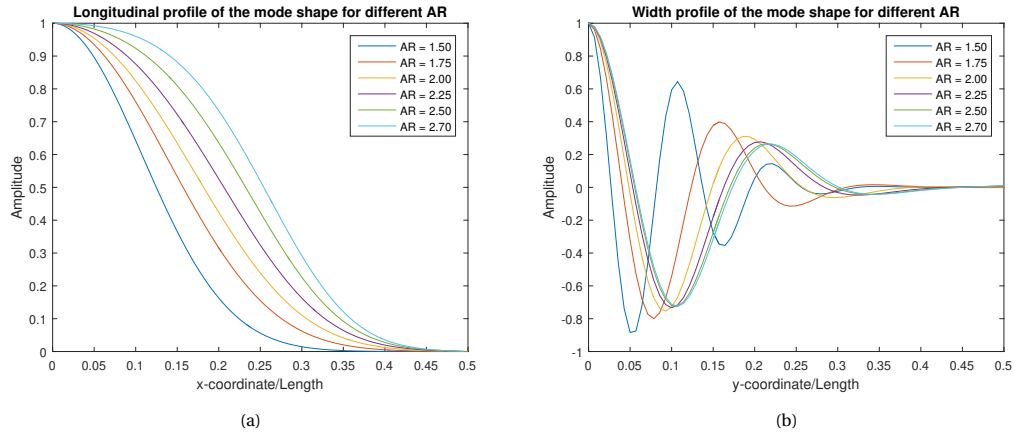 Longitudinal profile of the mode shape for different AR
1
0.9
0.8
0.7
0.6
0.5
0.4
0.3
0.2
0.1
0
Amplitude
AR = 1.50
AR = 1.75
AR = 2.00
AR = 2.25
AR = 2.50
AR = 2.70
0 0.05 0.1 0.15 0.2 0.25 0.3 0.35 0.4 0.45 0.5
x-coordinate/Length
(a)
Width profile of the mode shape for different AR
1
0.8
0.6
0.4
0.2
0
-0.2
-0.4
-0.6
-0.8
-1
Amplitude
AR = 1.50
AR = 1.75
AR = 2.00
AR = 2.25
AR = 2.50
AR = 2.70
0 0.05 0.1 0.15 0.2 0.25 0.3 0.35 0.4 0.45 0.5
y-coordinate/Length
(b)